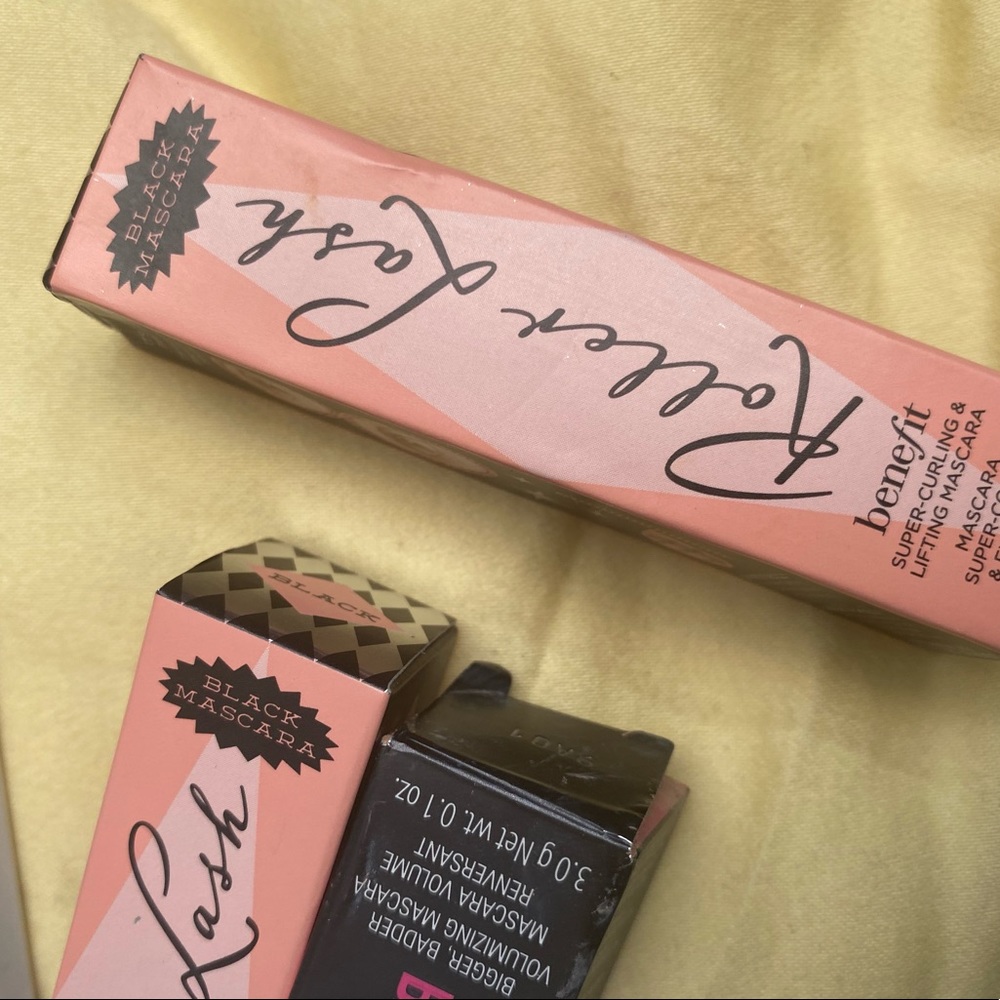 BLACK
MASCARA
Roller Lash
benefit
SUPER-CURLING &
LIFTING MASCARA
MASCARA
BLACK
BLACK
MASCARA
Lash
BIGGER, BADDER
VOLUMIZING MASCARA
MASCARA VOLUME
RENVERSANT
3.0 g Net wt. 0.1 oz.